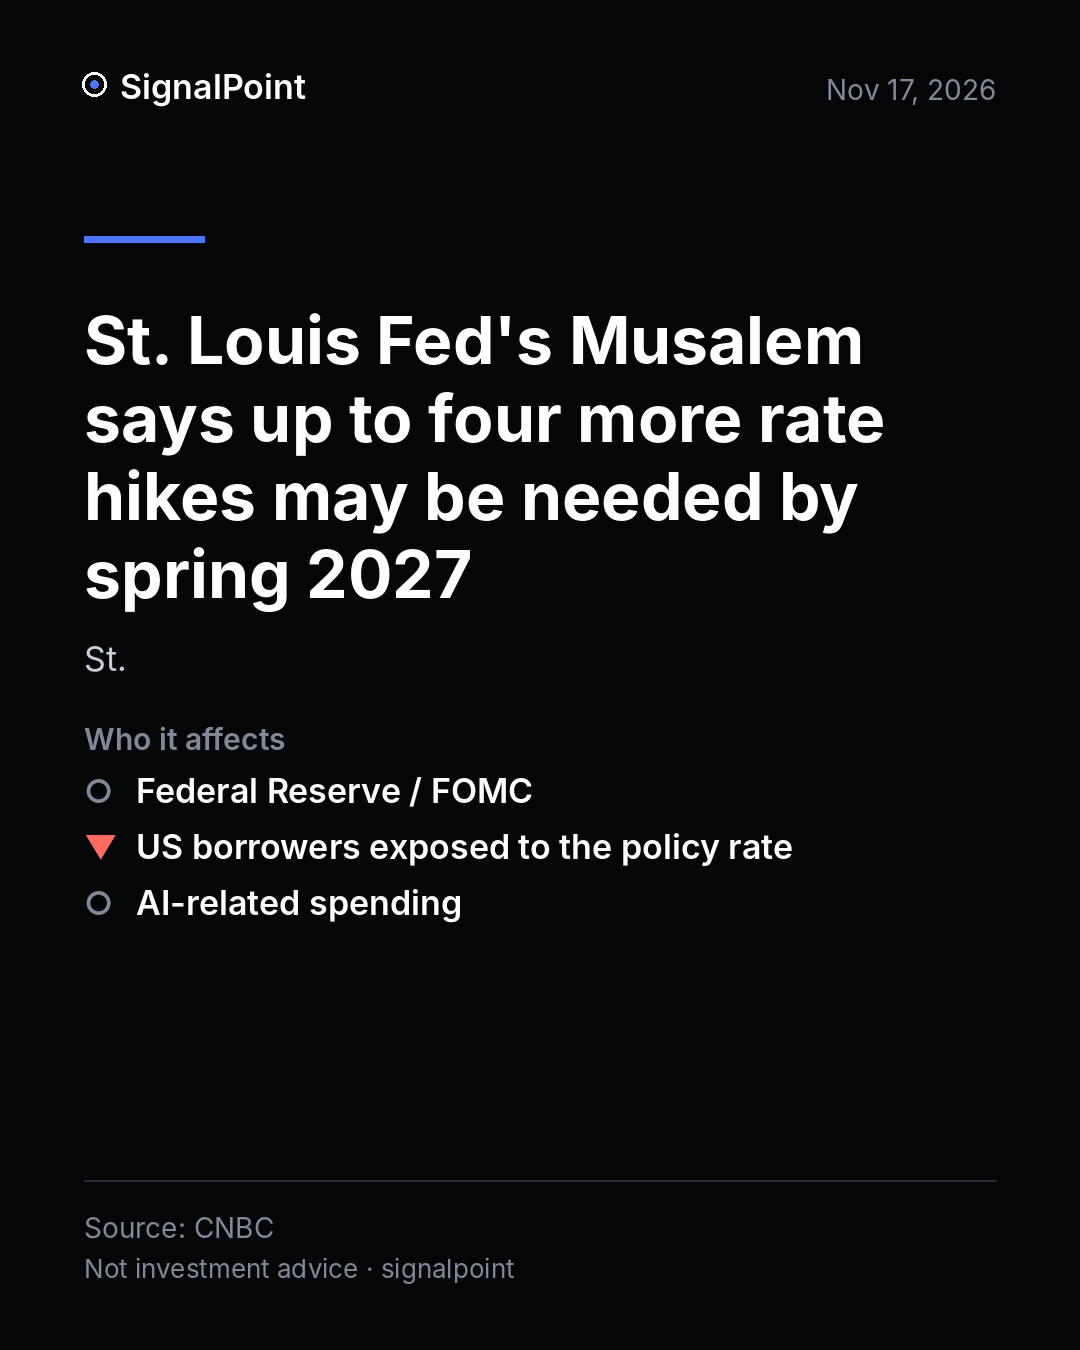 SignalPoint
Nov 17, 2026
St. Louis Fed's Musalem
says up to four more rate
hikes may be needed by
spring 2027
St.
Who it affects
Federal Reserve / FOMC
US borrowers exposed to the policy rate
AI-related spending
Source: CNBC
Not investment advice · signalpoint